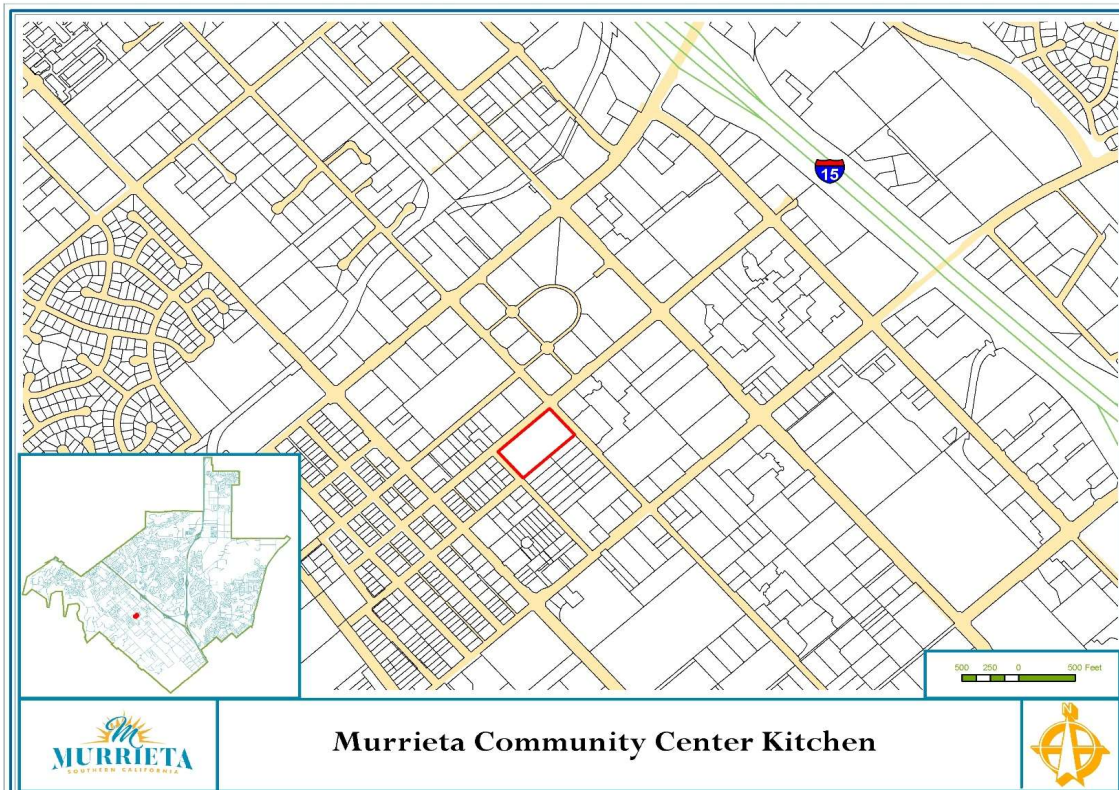 15
500 250 0 500 Feet
M
MURRIETA
SOUTHERN CALIFORNIA
Murrieta Community Center Kitchen
N